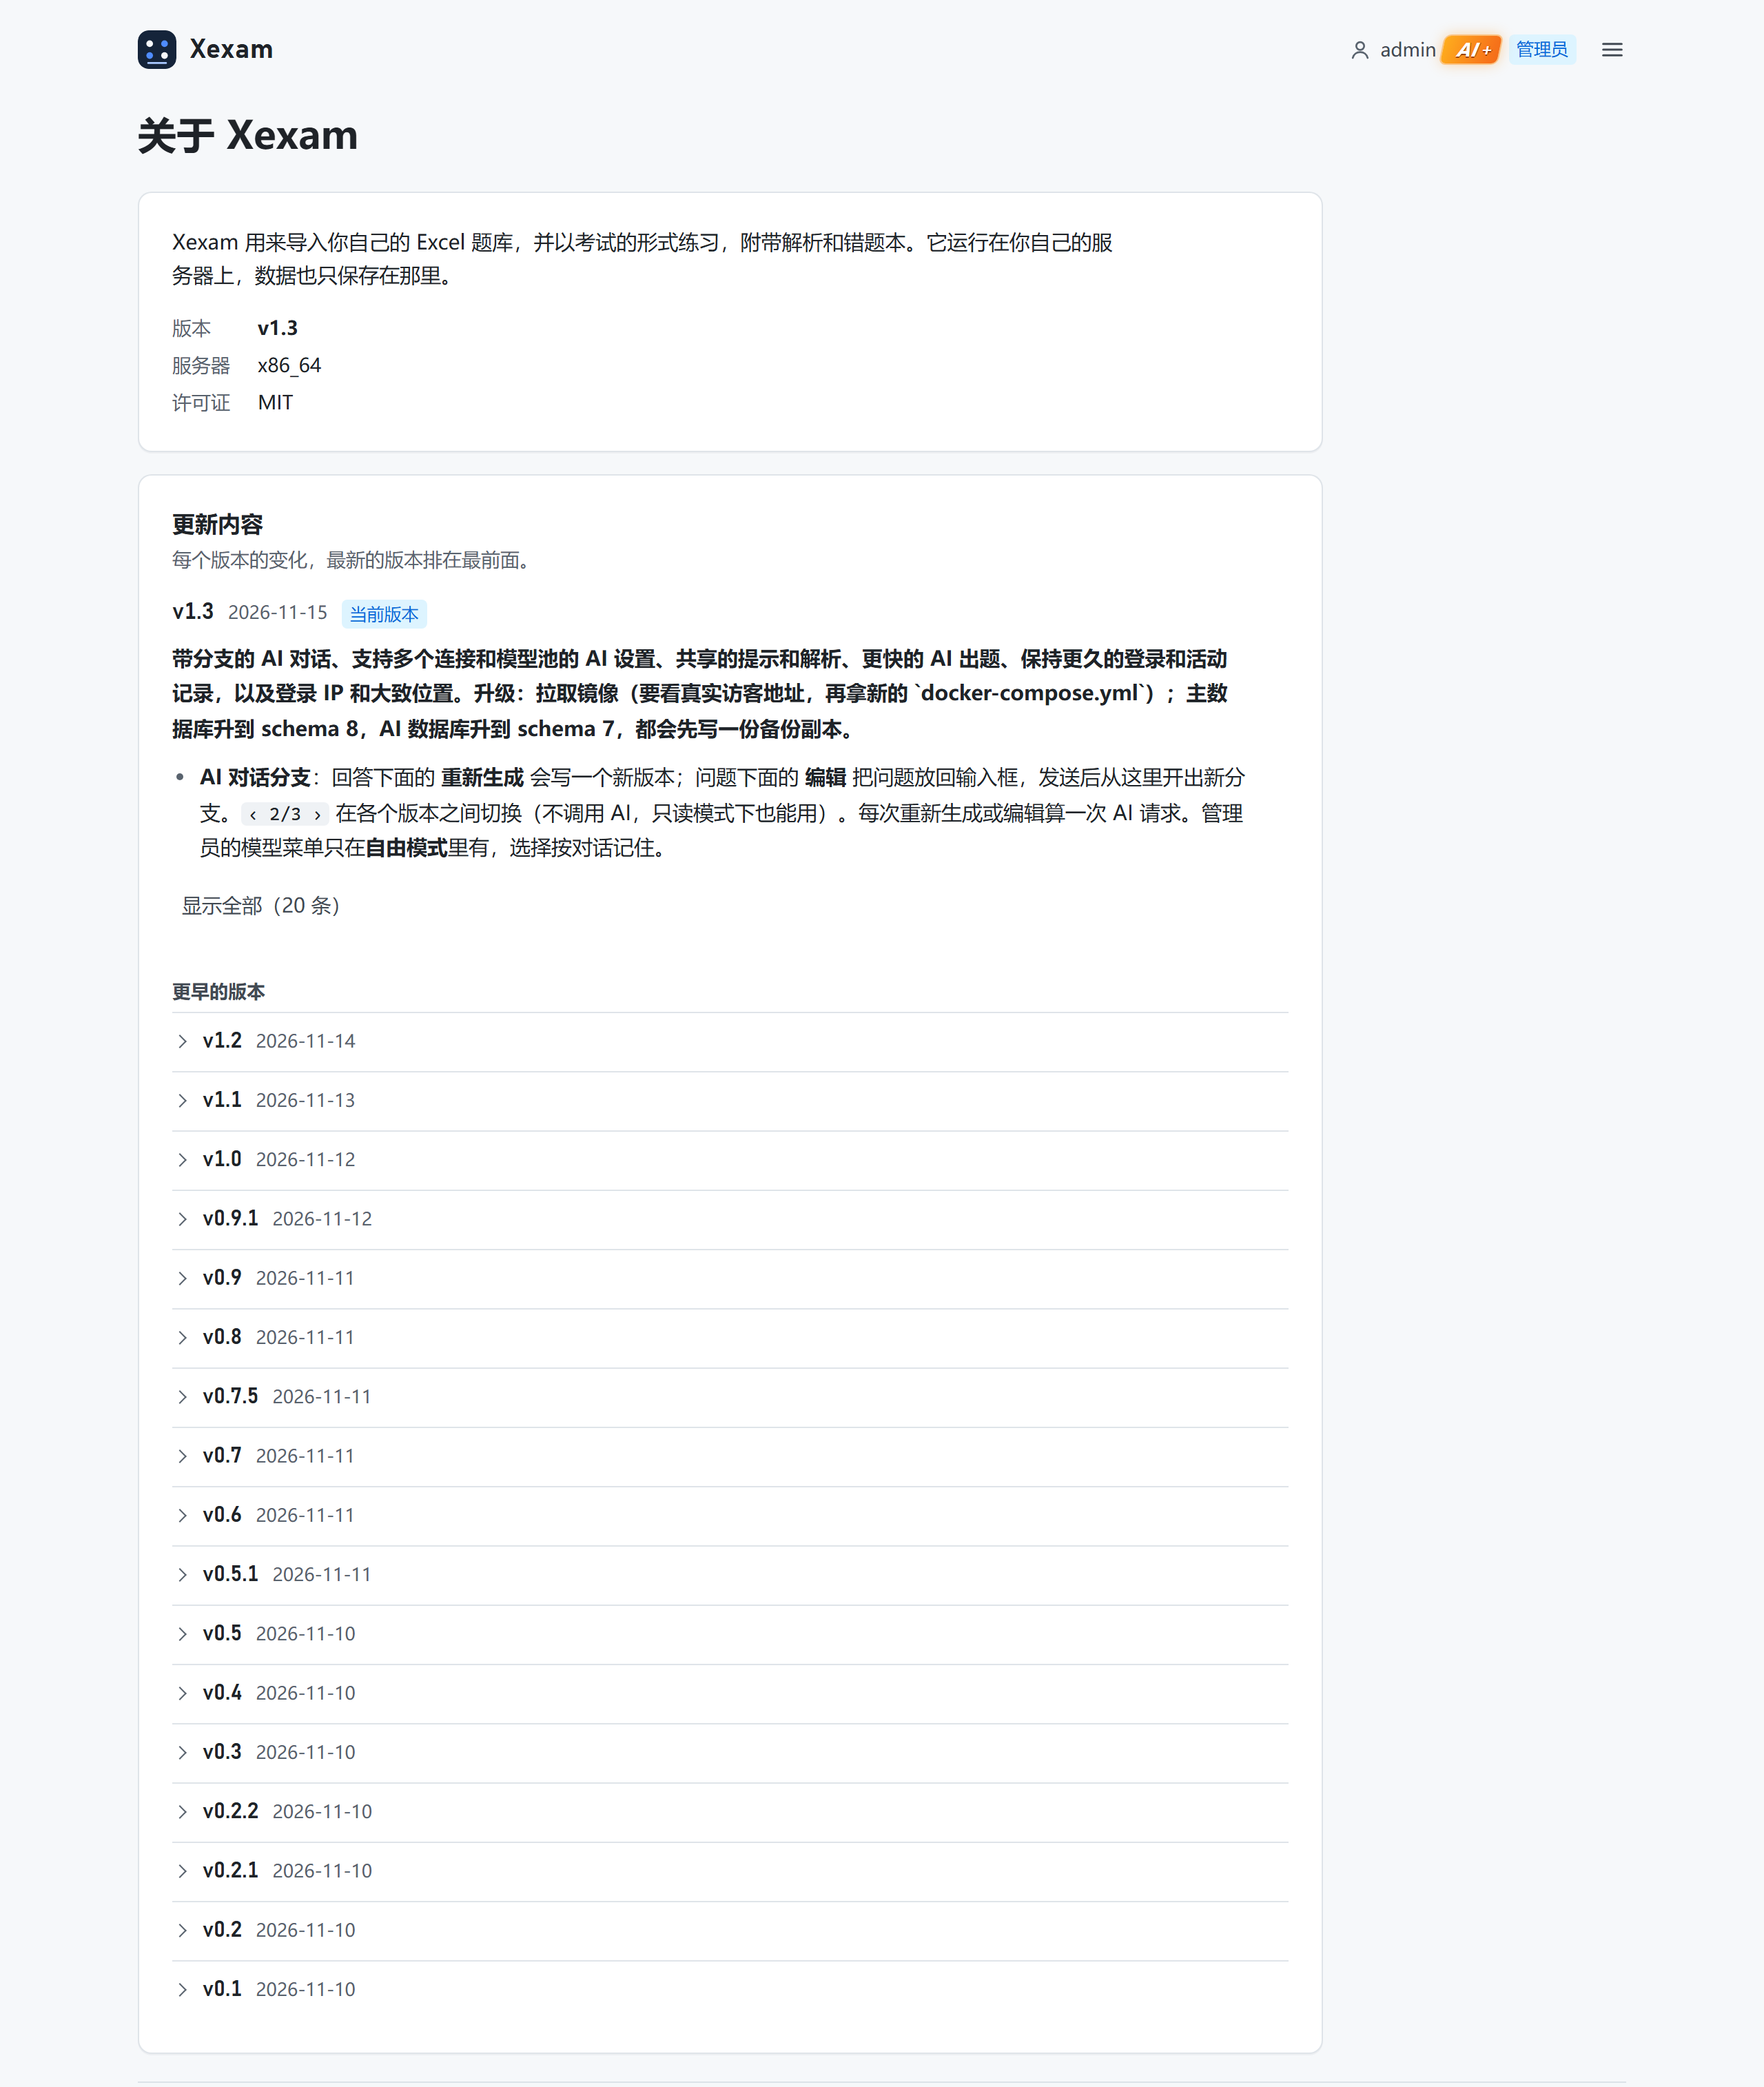 Xexam
admin AI+ 管理员
关于 Xexam
Xexam 用来导入你自己的 Excel 题库，并以考试的形式练习，附带解析和错题本。它运行在你自己的服
务器上，数据也只保存在那里。
版本 v1.3
服务器 x86_64
许可证 MIT
更新内容
每个版本的变化，最新的版本排在最前面。
v1.3 2026-11-15 当前版本
带分支的 AI 对话、支持多个连接和模型池的 AI 设置、共享的提示和解析、更快的 AI 出题、保持更久的登录和活动
记录，以及登录 IP 和大致位置。升级：拉取镜像（要看真实访客地址，再拿新的 `docker-compose.yml`）；主数
据库升到 schema 8，AI 数据库升到 schema 7，都会先写一份备份副本。
• AI 对话分支：回答下面的 重新生成 会写一个新版本；问题下面的 编辑 把问题放回输入框，发送后从这里开出新分
支。‹ 2/3 › 在各个版本之间切换（不调用 AI，只读模式下也能用）。每次重新生成或编辑算一次 AI 请求。管理
员的模型菜单只在自由模式里有，选择按对话记住。
显示全部（20 条）
更早的版本
v1.2 2026-11-14
v1.1 2026-11-13
v1.0 2026-11-12
v0.9.1 2026-11-12
v0.9 2026-11-11
v0.8 2026-11-11
v0.7.5 2026-11-11
v0.7 2026-11-11
v0.6 2026-11-11
v0.5.1 2026-11-11
v0.5 2026-11-10
v0.4 2026-11-10
v0.3 2026-11-10
v0.2.2 2026-11-10
v0.2.1 2026-11-10
v0.2 2026-11-10
v0.1 2026-11-10